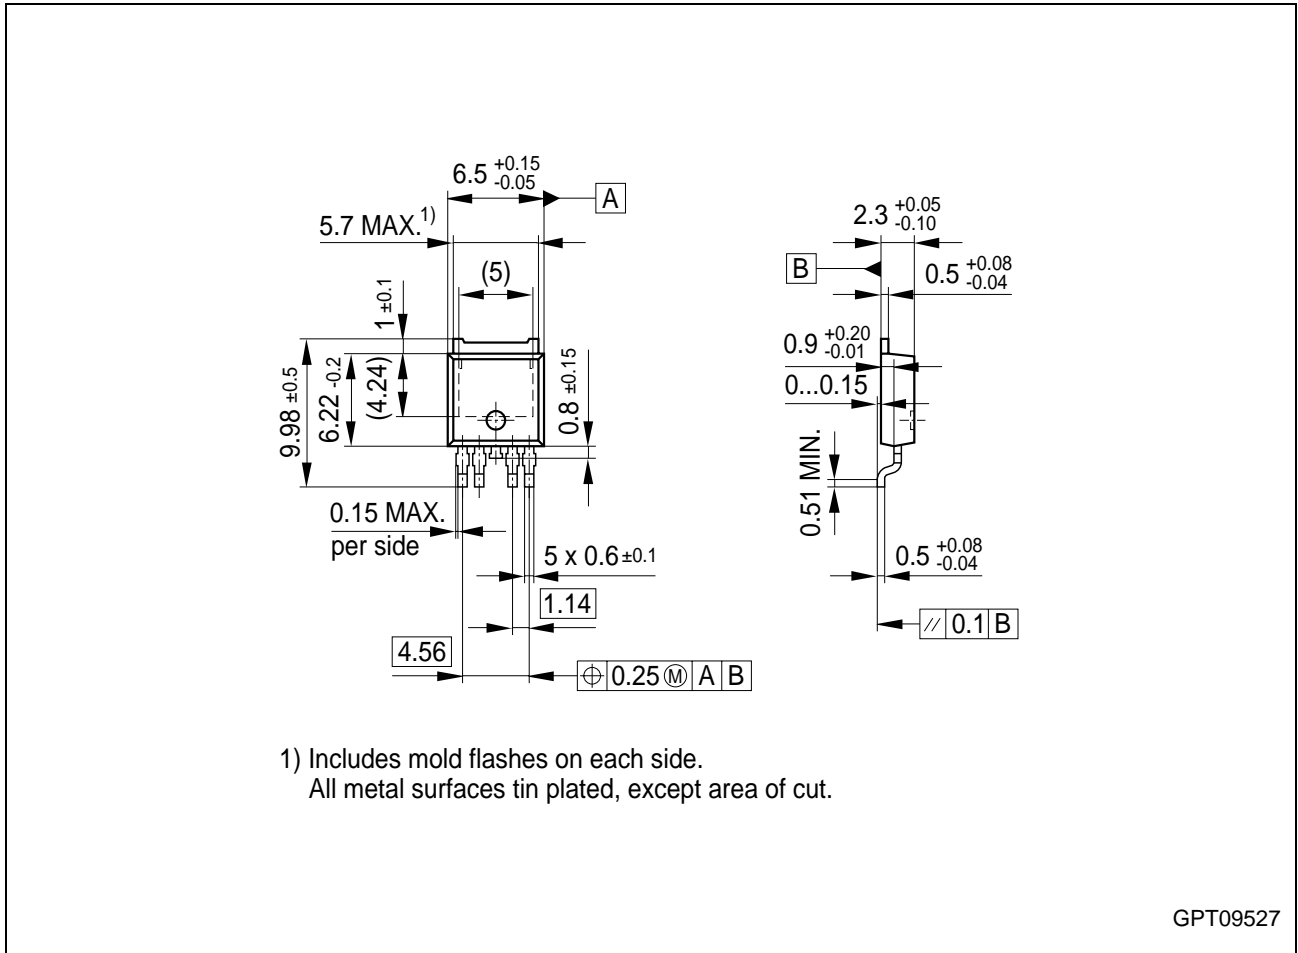 6.5 +0.15 -0.05
A
5.7 MAX. 1)
(5)
1 ±0.1
9.98 ±0.5
6.22 -0.2
(4.24)
0.8 ±0.15
0.15 MAX.
per side
5 x 0.6 ±0.1
1.14
4.56
0.25 Ⓜ A B
2.3 +0.05 -0.10
B
0.5 +0.08 -0.04
0.9 +0.20 -0.01
0...0.15
0.51 MIN.
0.5 +0.08 -0.04
// 0.1 B
1) Includes mold flashes on each side.
All metal surfaces tin plated, except area of cut.
GPT09527